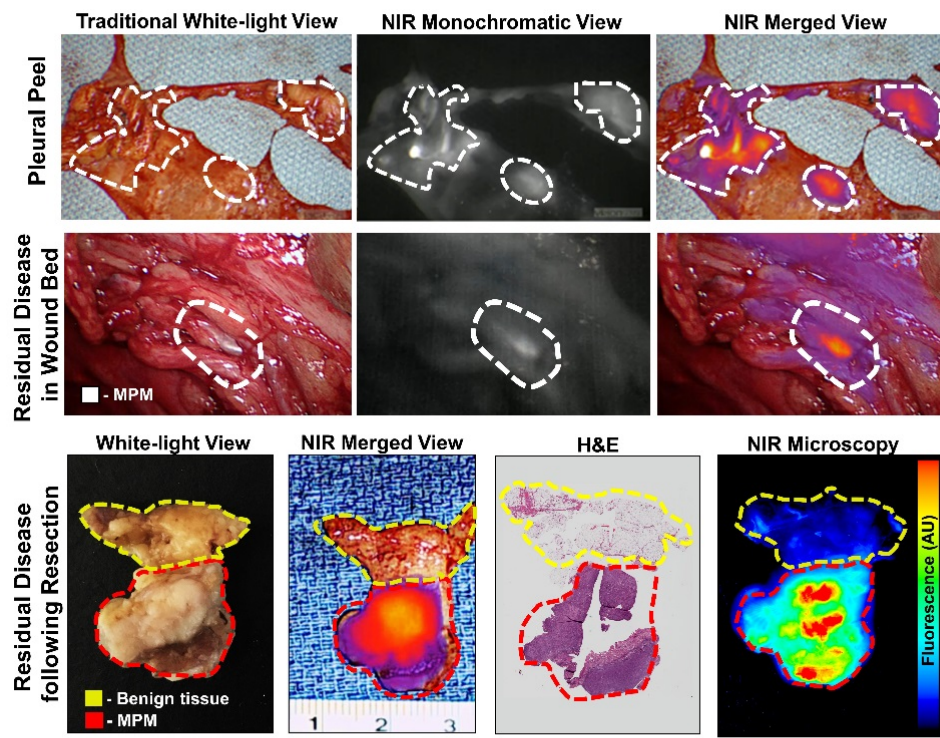 Traditional White-light View
NIR Monochromatic View
NIR Merged View
Pleural Peel
Residual Disease
in Wound Bed
- MPM
White-light View
NIR Merged View
H&E
NIR Microscopy
Residual Disease
following Resection
- Benign tissue
- MPM
1 2 3
Fluorescence (AU)